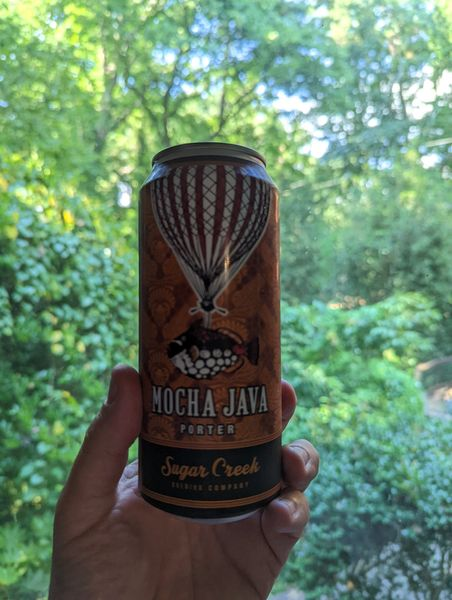 MOCHA JAVA
PORTER
Sugar Creek
BREWING COMPANY